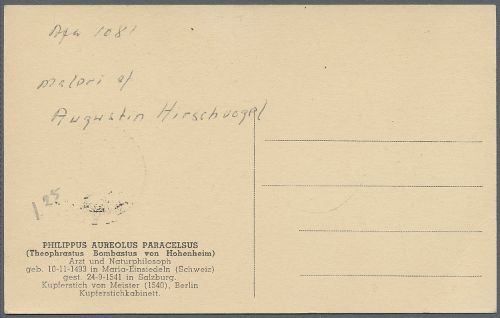 Afa 1081
Maleri af
Augustin Hirschvogel
1.25
PHILIPPUS AUREOLUS PARACELSUS
(Theophrastus Bombastus von Hohenheim)
Arzt und Naturphilosoph
geb. 10-11-1493 in Maria-Einsiedeln (Schweiz)
gest. 24-9-1541 in Salzburg.
Kupferstich von Meister (1540), Berlin
Kupferstichkabinett.